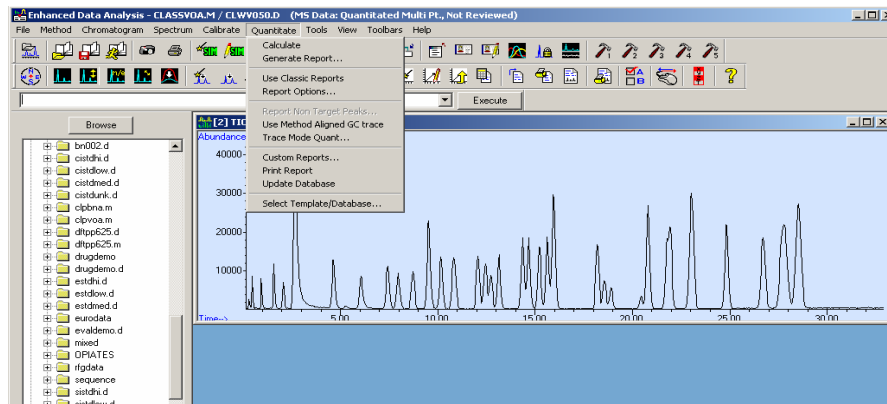 Enhanced Data Analysis - CLASSVOA.M / CLWV050.D (MS Data: Quantitated Multi Pt., Not Reviewed)
File Method Chromatogram Spectrum Calibrate Quantitate Tools View Toolbars Help
Calculate
Generate Report...
Use Classic Reports
Report Options...
Report Non Target Peaks...
Use Method Aligned GC trace
Trace Mode Quant...
Custom Reports...
Print Report
Update Database
Select Template/Database...
Execute
Browse
bn002.d
cistdhi.d
cistdlow.d
cistdmed.d
cistdunk.d
clpbna.m
clpvoa.m
dftpp625.d
dftpp625.m
drugdemo
drugdemo.d
estdhi.d
estdlow.d
estdmed.d
eurodata
evaldemo.d
mixed
OPIATES
rfgdata
sequence
sistdhi.d
sistdlow.d
[2] TIC
Abundance
40000
30000
20000
10000
Time-->
5.00 10.00 15.00 20.00 25.00 30.00